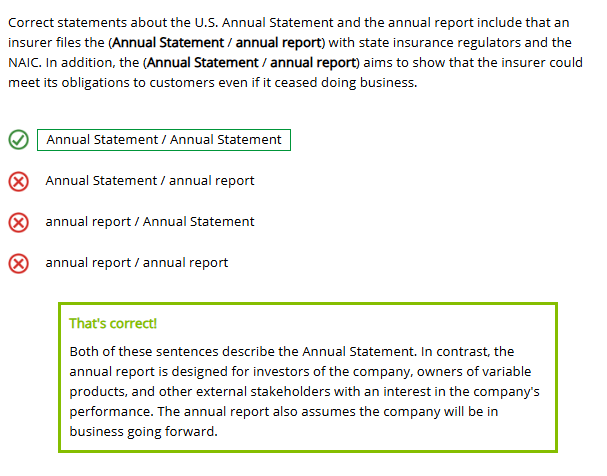 Correct statements about the U.S. Annual Statement and the annual report include that an
insurer files the (Annual Statement / annual report) with state insurance regulators and the
NAIC. In addition, the (Annual Statement / annual report) aims to show that the insurer could
meet its obligations to customers even if it ceased doing business.
Annual Statement / Annual Statement
Annual Statement / annual report
annual report / Annual Statement
annual report / annual report
That's correct!
Both of these sentences describe the Annual Statement. In contrast, the
annual report is designed for investors of the company, owners of variable
products, and other external stakeholders with an interest in the company's
performance. The annual report also assumes the company will be in
business going forward.